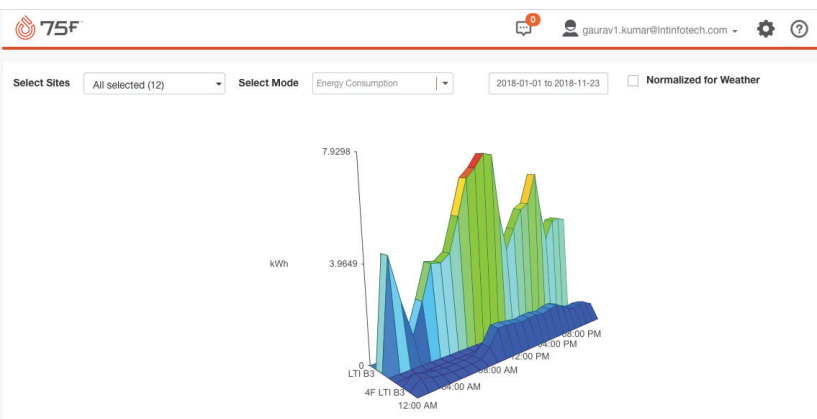 75F
0
gaurav1.kumar@lntinfotech.com
Select Sites
All selected (12)
Select Mode
Energy Consumption
2018-01-01 to 2018-11-23
Normalized for Weather
7.9298
kWh
3.9649
0
LTI B3
4F LTI B3
12:00 AM
04:00 AM
08:00 AM
12:00 PM
04:00 PM
08:00 PM